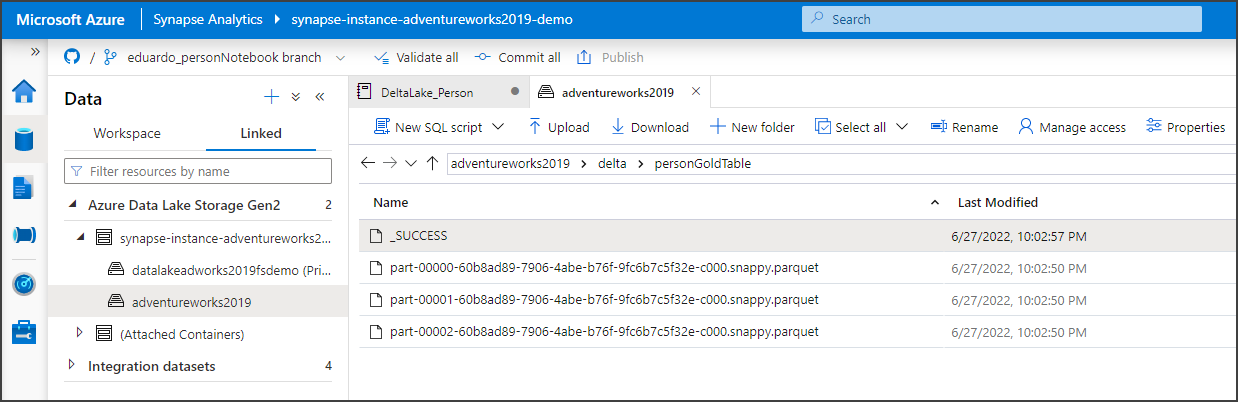 Microsoft Azure Synapse Analytics synapse-instance-adventureworks2019-demo Search
/ eduardo_personNotebook branch Validate all Commit all Publish
Data
Workspace Linked
Filter resources by name
Azure Data Lake Storage Gen2 2
synapse-instance-adventureworks2...
datalakeadworks2019fsdemo (Pri...
adventureworks2019
(Attached Containers)
Integration datasets 4
DeltaLake_Person adventureworks2019
New SQL script Upload Download New folder Select all Rename Manage access Properties
adventureworks2019 delta personGoldTable
Name Last Modified
_SUCCESS 6/27/2022, 10:02:57 PM
part-00000-60b8ad89-7906-4abe-b76f-9fc6b7c5f32e-c000.snappy.parquet 6/27/2022, 10:02:50 PM
part-00001-60b8ad89-7906-4abe-b76f-9fc6b7c5f32e-c000.snappy.parquet 6/27/2022, 10:02:50 PM
part-00002-60b8ad89-7906-4abe-b76f-9fc6b7c5f32e-c000.snappy.parquet 6/27/2022, 10:02:50 PM